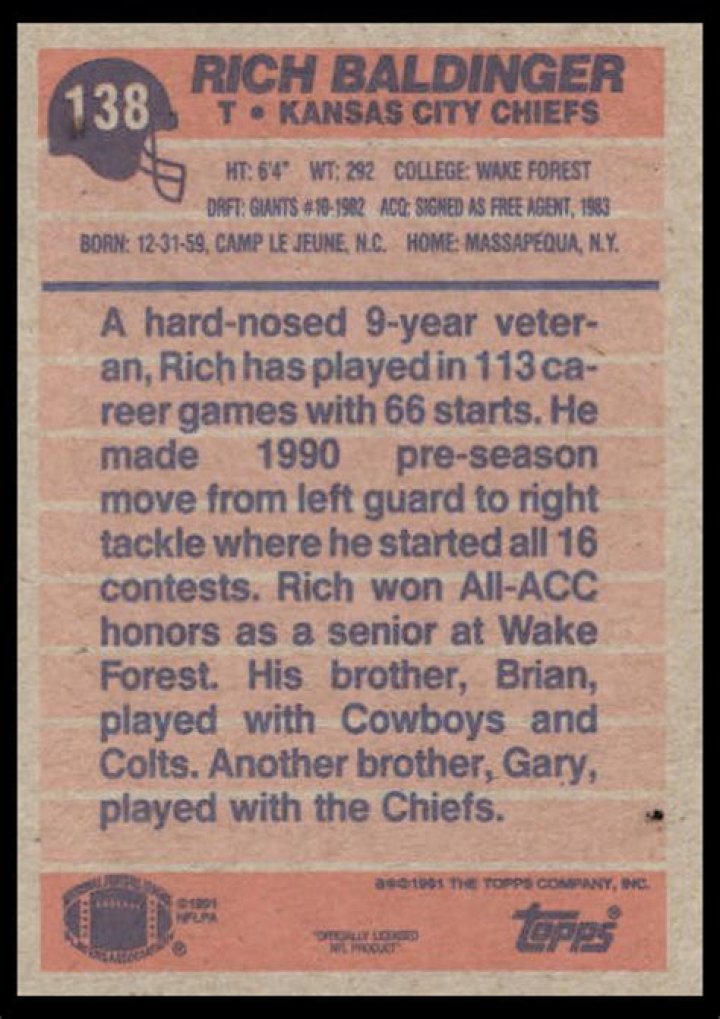 138
RICH BALDINGER
T • KANSAS CITY CHIEFS
HT: 6'4" WT: 292 COLLEGE: WAKE FOREST
DRFT: GIANTS #10-1982 ACQ: SIGNED AS FREE AGENT, 1983
BORN: 12-31-59, CAMP LE JEUNE, N.C. HOME: MASSAPEQUA, N.Y.
A hard-nosed 9-year veter-
an, Rich has played in 113 ca-
reer games with 66 starts. He
made 1990 pre-season
move from left guard to right
tackle where he started all 16
contests. Rich won All-ACC
honors as a senior at Wake
Forest. His brother, Brian,
played with Cowboys and
Colts. Another brother, Gary,
played with the Chiefs.
©1991 THE TOPPS COMPANY, INC.
©1991
NFLPA
®
"OFFICIALLY LICENSED
NFL PRODUCT"
topps®